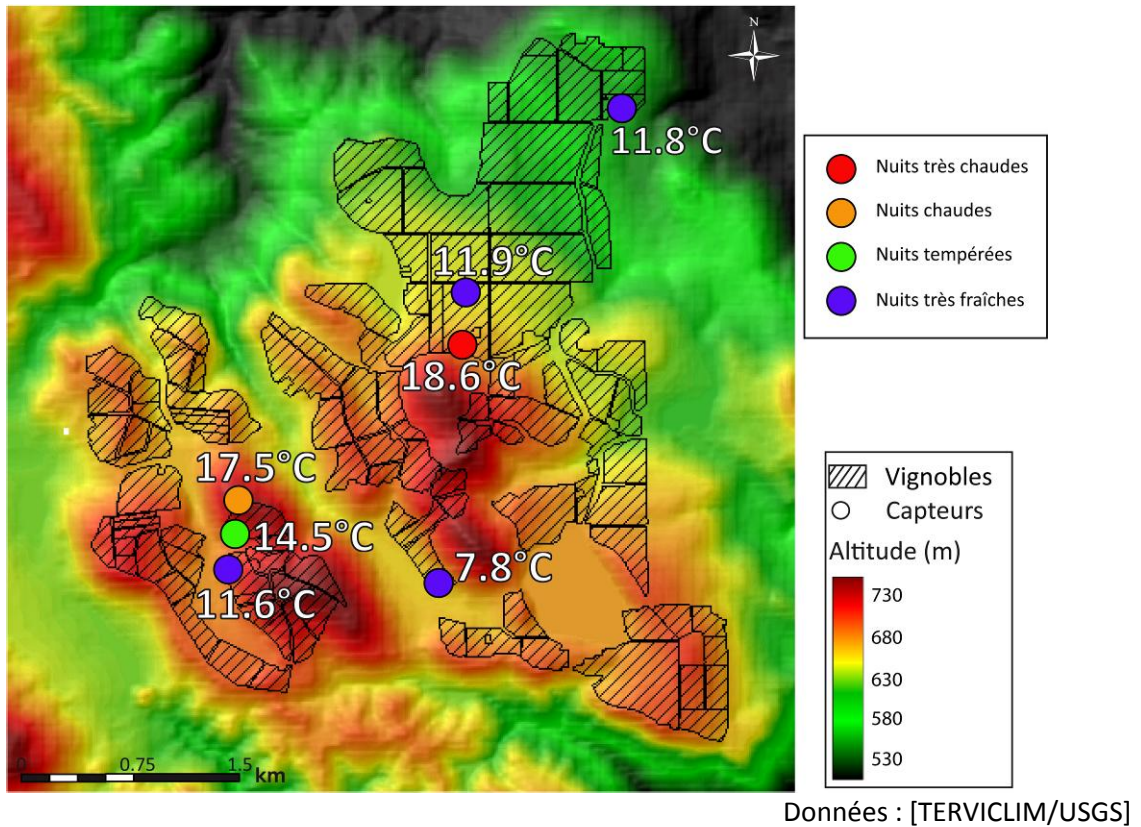 N
11.8°C
11.9°C
18.6°C
17.5°C
14.5°C
7.8°C
11.6°C
0 0.75 1.5
km
Nuits très chaudes
Nuits chaudes
Nuits tempérées
Nuits très fraîches
Vignobles
Capteurs
Altitude (m)
730
680
630
580
530
Données : [TERVICLIM/USGS]